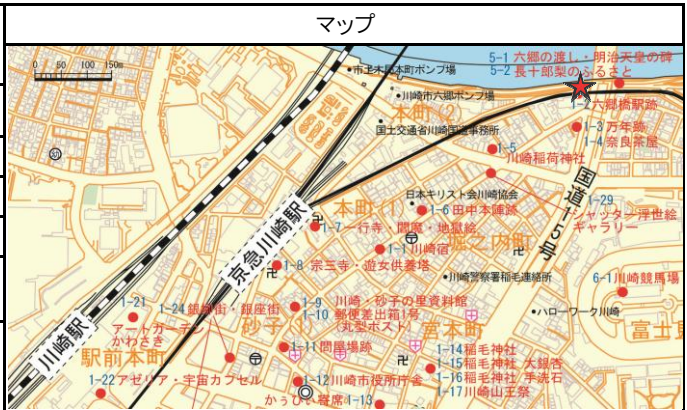 マップ
0 50 100 150m
5-1 六郷の渡し・明治天皇の碑
5-2 長十郎梨のふるさと
市上木局本町ポンプ場
川崎市六郷ポンプ場
本町(2)
国土交通省川崎国道事務所
1-2六郷橋駅跡
1-3 万年跡
1-4 奈良茶屋
1-5
川崎稲荷神社
国道15号
日本キリスト会川崎協会
1-29
シャッター浮世絵
ギャラリー
本町(1)
1-6 田中本陣跡
京急川崎駅
1-7 一行寺・閻魔・地獄絵
1-1 川崎宿
堀之内町
1-8 宗三寺・遊女供養塔
川崎警察署稲毛連絡所
6-1 川崎競馬場
1-21
アートガーデン
かわさき
1-24 銀柳街・銀座街
1-9 川崎・砂子の里資料館
1-10 郵便差出箱1号
(丸型ポスト)
ハローワーク川崎
川崎駅
砂子(1)
宮本町
富士見
駅前本町
1-11 問屋場跡
1-14 稲毛神社
1-15 稲毛神社 大銀杏
1-16 稲毛神社 手洗石
1-17 川崎山王祭
1-22 アゼリア・宇宙カプセル
1-12 川崎市役所庁舎
かわさき寄席 1-13